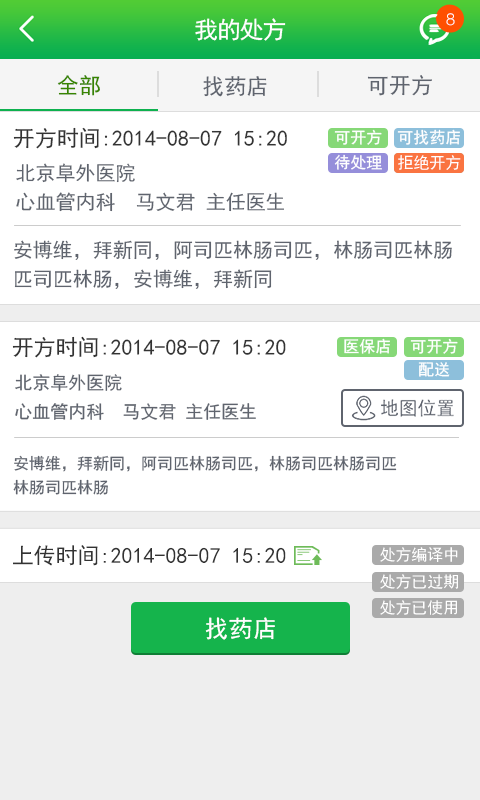 我的处方
8
全部 找药店 可开方
开方时间:2014-08-07 15:20 可开方 可找药店
待处理 拒绝开方
北京阜外医院
心血管内科 马文君 主任医生
安博维，拜新同，阿司匹林肠司匹，林肠司匹林肠
匹司匹林肠，安博维，拜新同
开方时间:2014-08-07 15:20 医保店 可开方
配送
北京阜外医院
心血管内科 马文君 主任医生 地图位置
安博维，拜新同，阿司匹林肠司匹，林肠司匹林肠司匹
林肠司匹林肠
上传时间:2014-08-07 15:20 处方编译中
处方已过期
处方已使用
找药店